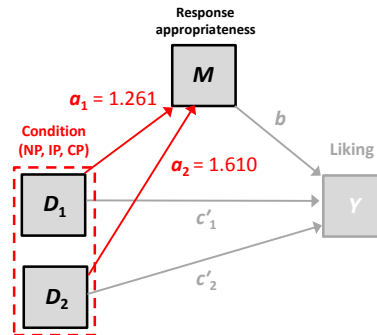 Response
appropriateness
M
a₁ = 1.261
Condition
(NP, IP, CP)
a₂ = 1.610
b
Liking
D₁
c′₁
Y
D₂
c′₂